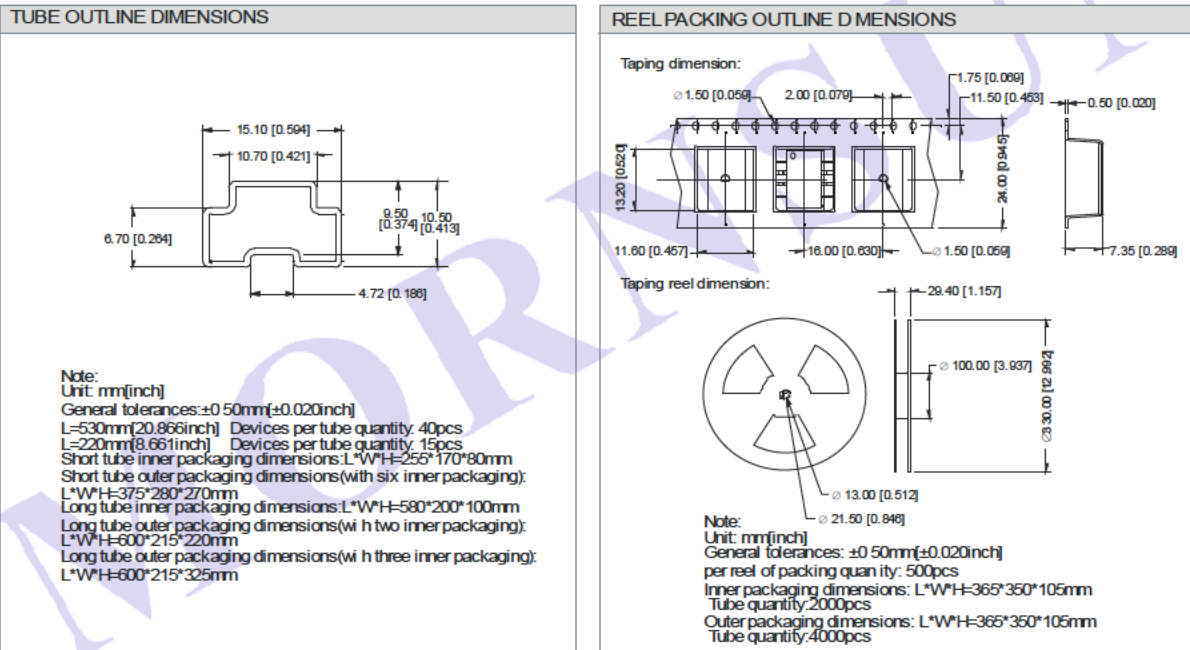 TUBE OUTLINE DIMENSIONS
15.10 [0.594]
10.70 [0.421]
9.50
[0.374]
10.50
[0.413]
6.70 [0.264]
4.72 [0.186]
Note:
Unit: mm[inch]
General tolerances:±0 50mm[±0.020inch]
L=530mm[20.866inch] Devices per tube quantity: 40pcs
L=220mm[8.661inch] Devices per tube quantity: 15pcs
Short tube inner packaging dimensions:L*W*H=255*170*80mm
Short tube outer packaging dimensions(with six inner packaging):
L*W*H=375*280*270mm
Long tube inner packaging dimensions:L*W*H=580*200*100mm
Long tube outer packaging dimensions(wi h two inner packaging):
L*W*H=600*215*220mm
Long tube outer packaging dimensions(wi h three inner packaging):
L*W*H=600*215*325mm
REEL PACKING OUTLINE D MENSIONS
Taping dimension:
1.75 [0.069]
⌀ 1.50 [0.059]
2.00 [0.079]
11.50 [0.453]
0.50 [0.020]
13.20 [0.520]
24.00 [0.945]
11.60 [0.457]
16.00 [0.630]
⌀ 1.50 [0.059]
7.35 [0.289]
Taping reel dimension:
29.40 [1.157]
⌀ 100.00 [3.937]
⌀330.00 [12.992]
⌀ 13.00 [0.512]
⌀ 21.50 [0.846]
Note:
Unit: mm[inch]
General tolerances: ±0 50mm[±0.020inch]
per reel of packing quan ity: 500pcs
Inner packaging dimensions: L*W*H=365*350*105mm
Tube quantity:2000pcs
Outer packaging dimensions: L*W*H=365*350*105mm
Tube quantity:4000pcs
MORNSU